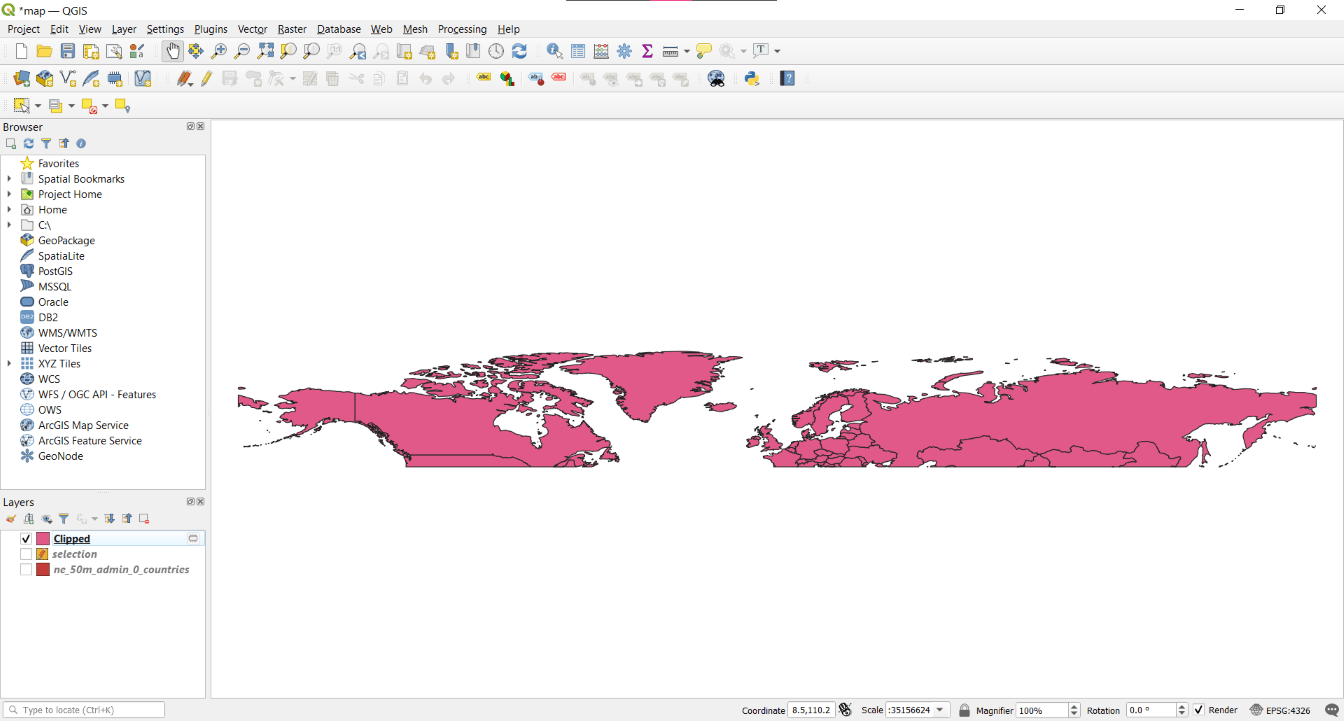 *map — QGIS
Project Edit View Layer Settings Plugins Vector Raster Database Web Mesh Processing Help
Browser
Favorites
Spatial Bookmarks
Project Home
Home
C:\
GeoPackage
SpatiaLite
PostGIS
MSSQL
Oracle
DB2
WMS/WMTS
Vector Tiles
XYZ Tiles
WCS
WFS / OGC API - Features
OWS
ArcGIS Map Service
ArcGIS Feature Service
GeoNode
Layers
Clipped
selection
ne_50m_admin_0_countries
Type to locate (Ctrl+K) Coordinate 8.5,110.2 Scale :35156624 Magnifier 100% Rotation 0.0 ° Render EPSG:4326